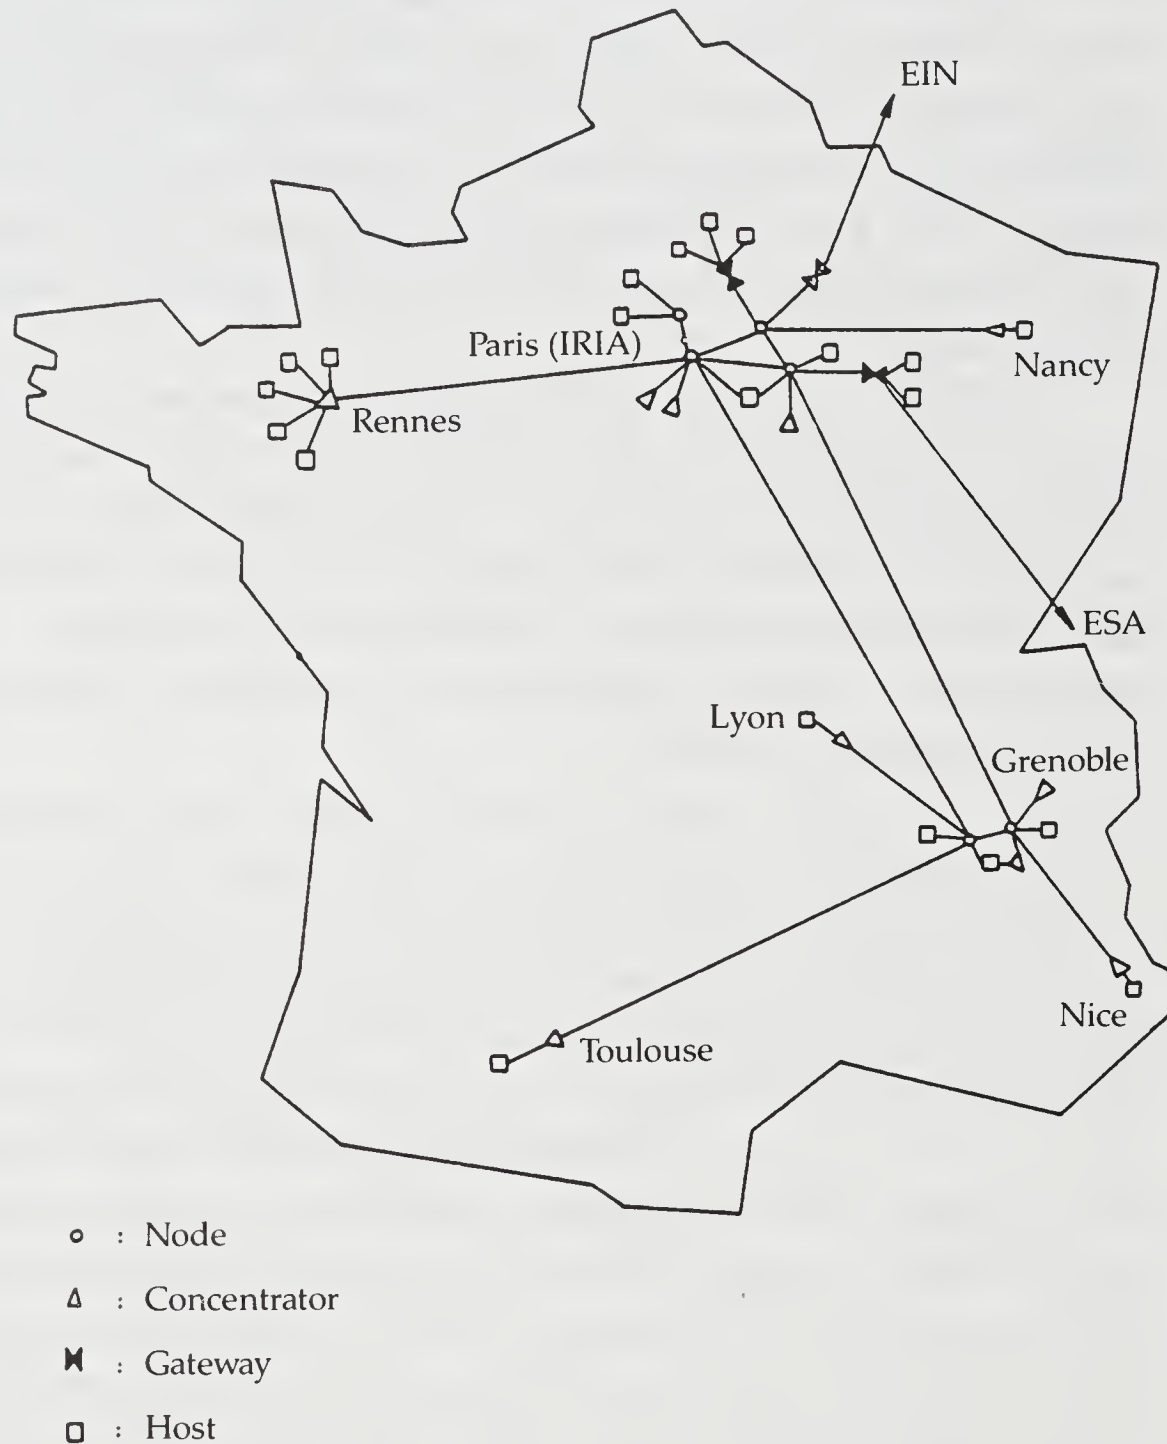 EIN
Paris (IRIA)
Nancy
Rennes
ESA
Lyon
Grenoble
Nice
Toulouse
: Node
: Concentrator
: Gateway
: Host